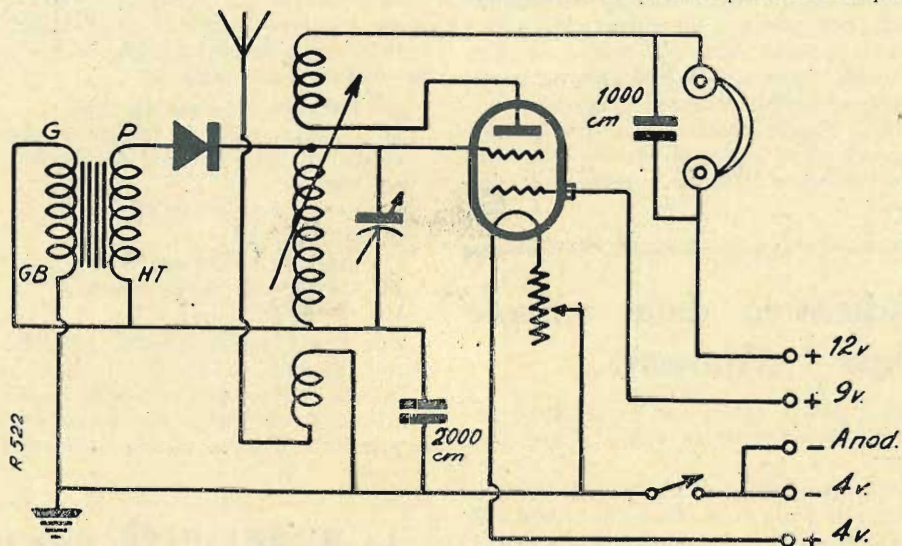 G
P
GB
HT
1000
cm
2000
cm
+ 12v
+ 9v.
- Anod.
- 4v.
+ 4v.
R 522